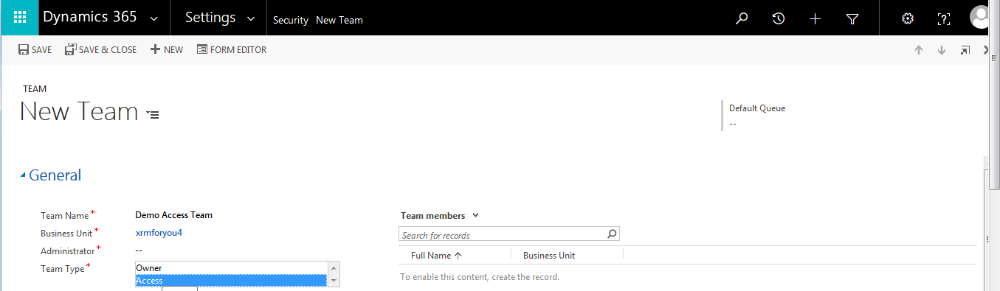 Dynamics 365 Settings Security New Team
SAVE SAVE & CLOSE NEW FORM EDITOR
TEAM
New Team
Default Queue
--
General
Team Name* Demo Access Team
Business Unit* xrmforyou4
Administrator* --
Team Type* Owner
Access
Team members
Search for records
Full Name Business Unit
To enable this content, create the record.